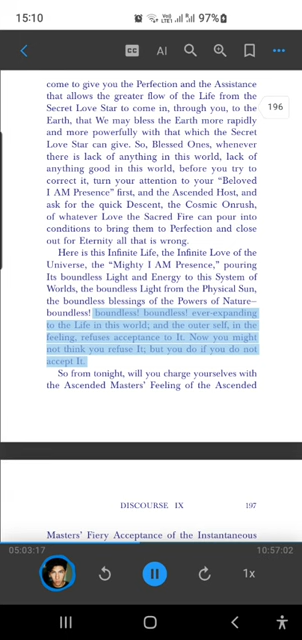 15:10
97%
CC
AI
come to give you the Perfection and the Assistance
that allows the greater flow of the Life from the
Secret Love Star to come in, through you, to the
Earth, that We may bless the Earth more rapidly
and more powerfully with that which the Secret
Love Star can give. So, Blessed Ones, whenever
there is lack of anything in this world, lack of
anything good in this world, before you try to
correct it, turn your attention to your “Beloved
I AM Presence” first, and the Ascended Host, and
ask for the quick Descent, the Cosmic Onrush,
of whatever Love the Sacred Fire can pour into
conditions to bring them to Perfection and close
out for Eternity all that is wrong.
196
Here is this Infinite Life, the Infinite Love of the
Universe, the “Mighty I AM Presence,” pouring
Its boundless Light and Energy to this System of
Worlds, the boundless Light from the Physical Sun,
the boundless blessings of the Powers of Nature—
boundless! boundless! boundless! ever-expanding
to the Life in this world; and the outer self, in the
feeling, refuses acceptance to It. Now you might
not think you refuse It; but you do if you do not
accept It.
So from tonight, will you charge yourselves with
the Ascended Masters’ Feeling of the Ascended
DISCOURSE IX 197
Masters’ Fiery Acceptance of the Instantaneous
05:03:17
10:57:02
1x